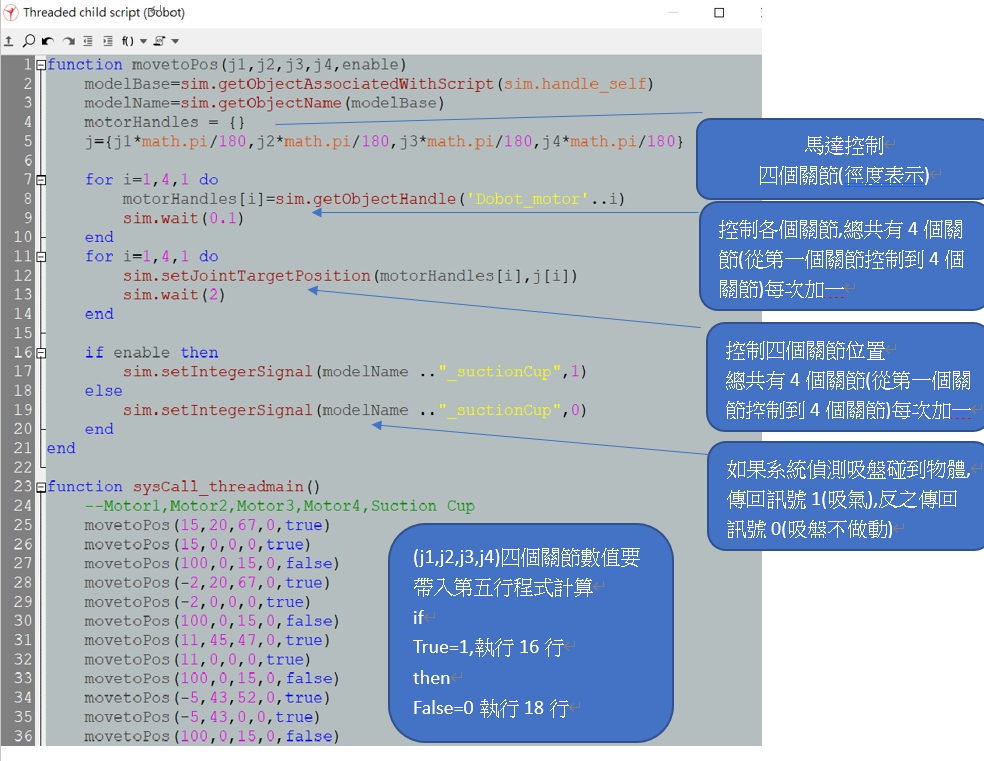 Threaded child script (Dobot)
f()
1 function movetoPos(j1,j2,j3,j4,enable)
2 modelBase=sim.getObjectAssociatedWithScript(sim.handle_self)
3 modelName=sim.getObjectName(modelBase)
4 motorHandles = {}
5 j={j1*math.pi/180,j2*math.pi/180,j3*math.pi/180,j4*math.pi/180}
6
7 for i=1,4,1 do
8 motorHandles[i]=sim.getObjectHandle('Dobot_motor'..i)
9 sim.wait(0.1)
10 end
11 for i=1,4,1 do
12 sim.setJointTargetPosition(motorHandles[i],j[i])
13 sim.wait(2)
14 end
15
16 if enable then
17 sim.setIntegerSignal(modelName .."_suctionCup",1)
18 else
19 sim.setIntegerSignal(modelName .."_suctionCup",0)
20 end
21 end
22
23 function sysCall_threadmain()
24 --Motor1,Motor2,Motor3,Motor4,Suction Cup
25 movetoPos(15,20,67,0,true)
26 movetoPos(15,0,0,0,true)
27 movetoPos(100,0,15,0,false)
28 movetoPos(-2,20,67,0,true)
29 movetoPos(-2,0,0,0,true)
30 movetoPos(100,0,15,0,false)
31 movetoPos(11,45,47,0,true)
32 movetoPos(11,0,0,0,true)
33 movetoPos(100,0,15,0,false)
34 movetoPos(-5,43,52,0,true)
35 movetoPos(-5,43,0,0,true)
36 movetoPos(100,0,15,0,false)
馬達控制
四個關節(徑度表示)
控制各個關節,總共有 4 個關
節(從第一個關節控制到 4 個
關節)每次加一
控制四個關節位置
總共有 4 個關節(從第一個關
節控制到 4 個關節)每次加一
如果系統偵測吸盤碰到物體,
傳回訊號 1(吸氣),反之傳回
訊號 0(吸盤不做動)
(j1,j2,j3,j4)四個關節數值要
帶入第五行程式計算
if
True=1,執行 16 行
then
False=0 執行 18 行